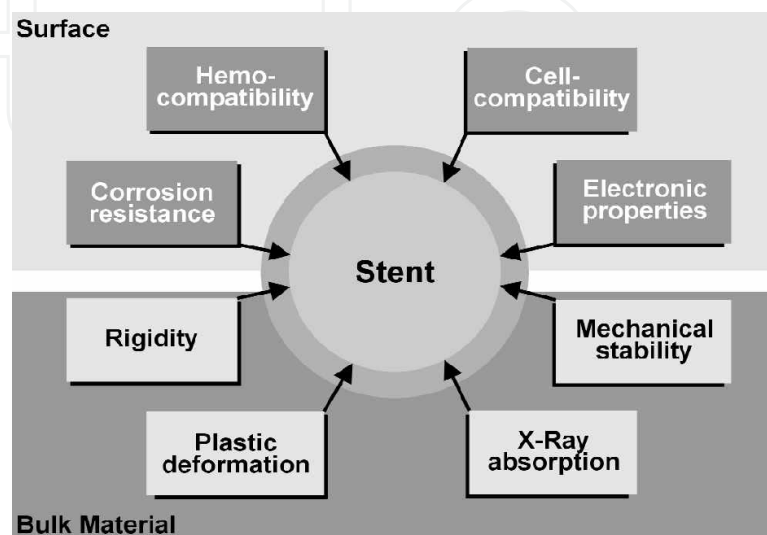 Surface
Hemo-
compatibility
Cell-
compatibility
Corrosion
resistance
Electronic
properties
Stent
Rigidity
Mechanical
stability
Plastic
deformation
X-Ray
absorption
Bulk Material